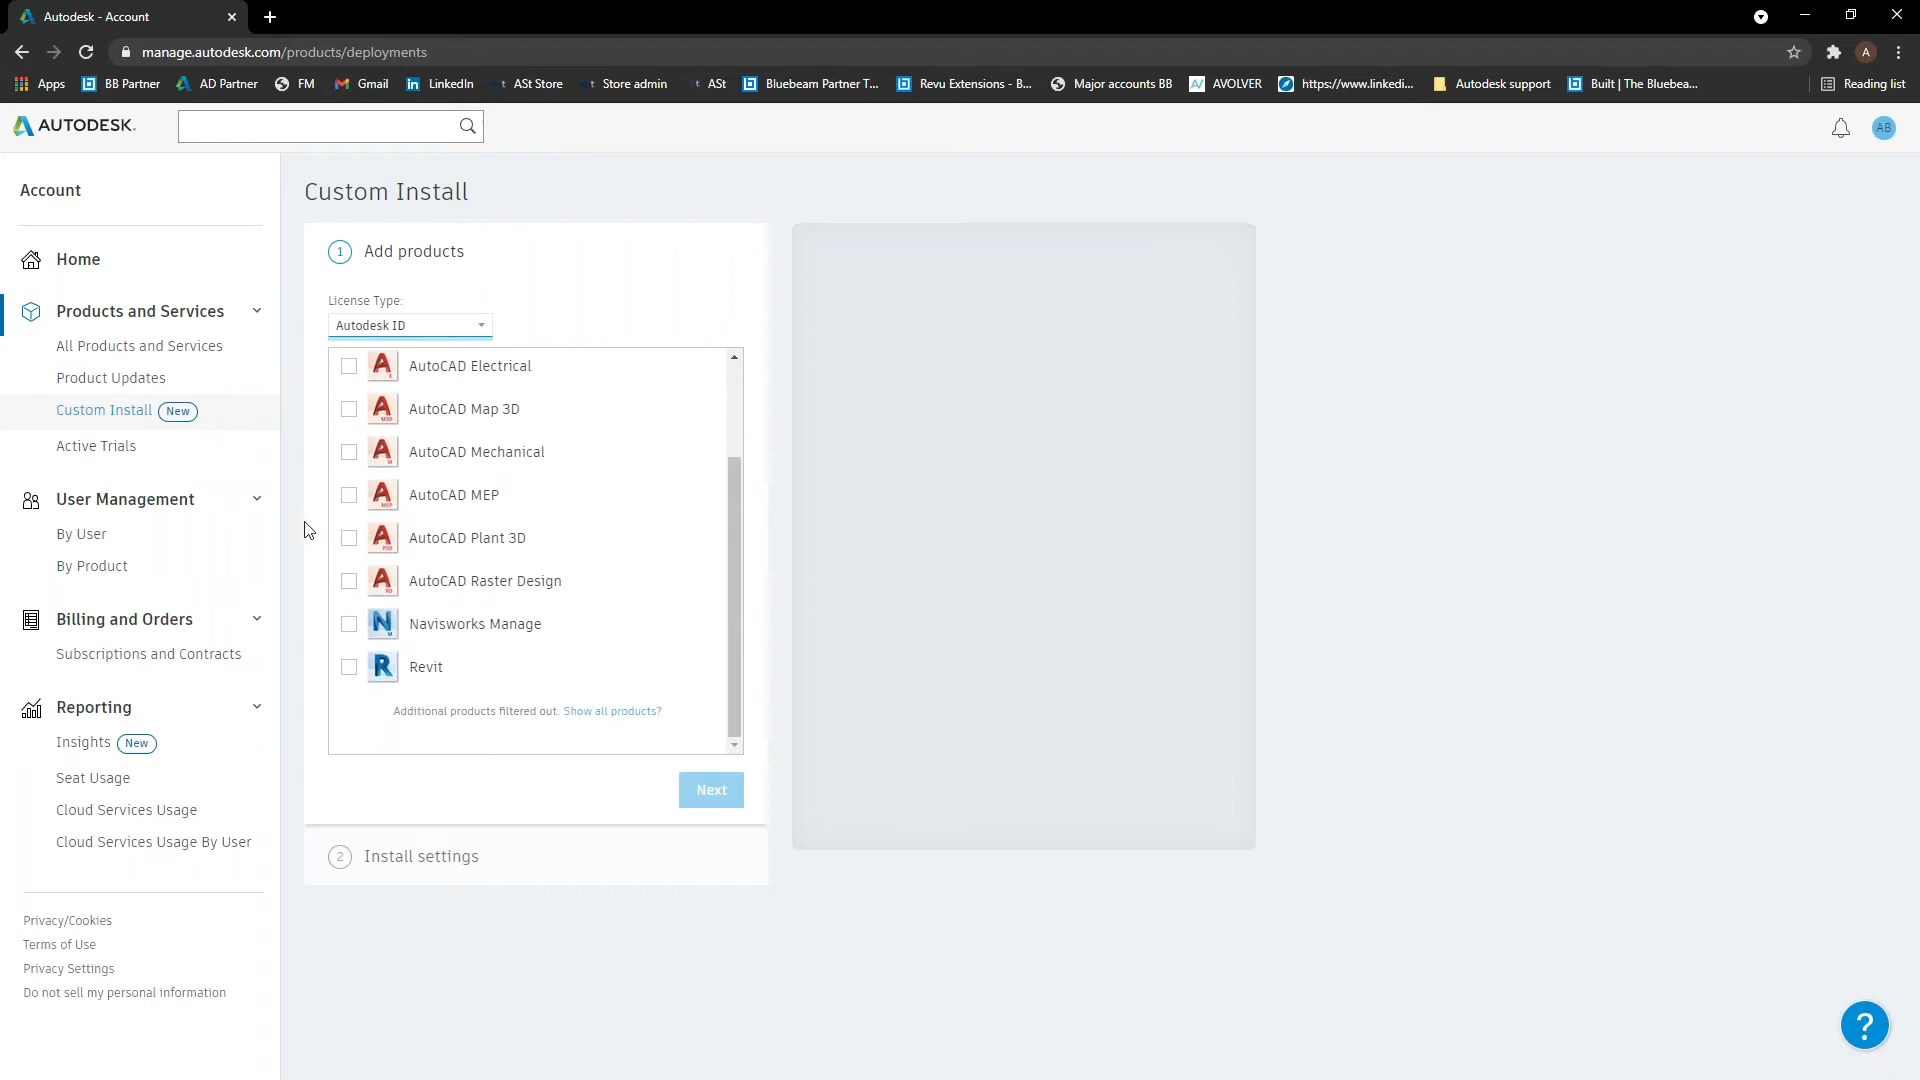 Autodesk - Account
manage.autodesk.com/products/deployments
A
Apps
BB Partner
AD Partner
FM
Gmail
LinkedIn
ASt Store
Store admin
ASt
Bluebeam Partner T...
Revu Extensions - B...
Major accounts BB
AVOLVER
https://www.linkedi...
Autodesk support
Built | The Bluebea...
Reading list
AUTODESK.
AB
Account
Home
Products and Services
All Products and Services
Product Updates
Custom Install New
Active Trials
User Management
By User
By Product
Billing and Orders
Subscriptions and Contracts
Reporting
Insights New
Seat Usage
Cloud Services Usage
Cloud Services Usage By User
Privacy/Cookies
Terms of Use
Privacy Settings
Do not sell my personal information
Custom Install
1 Add products
License Type:
Autodesk ID
AutoCAD Electrical
AutoCAD Map 3D
AutoCAD Mechanical
AutoCAD MEP
AutoCAD Plant 3D
AutoCAD Raster Design
Navisworks Manage
Revit
Additional products filtered out. Show all products?
Next
2 Install settings
?